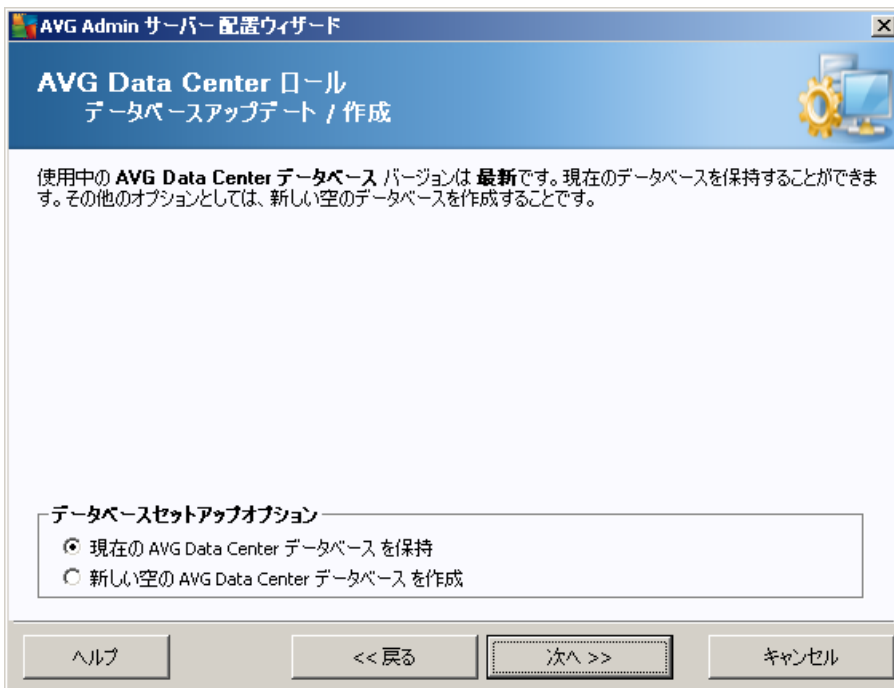 AVG Admin サーバー 配置ウィザード
AVG Data Center ロール
データベースアップデート / 作成
使用中の AVG Data Center データベース バージョンは 最新です。現在のデータベースを保持することができま
す。その他のオプションとしては、新しい空のデータベースを作成することです。
データベースセットアップオプション
現在の AVG Data Center データベース を保持
新しい空の AVG Data Center データベース を作成
ヘルプ
<< 戻る
次へ >>
キャンセル